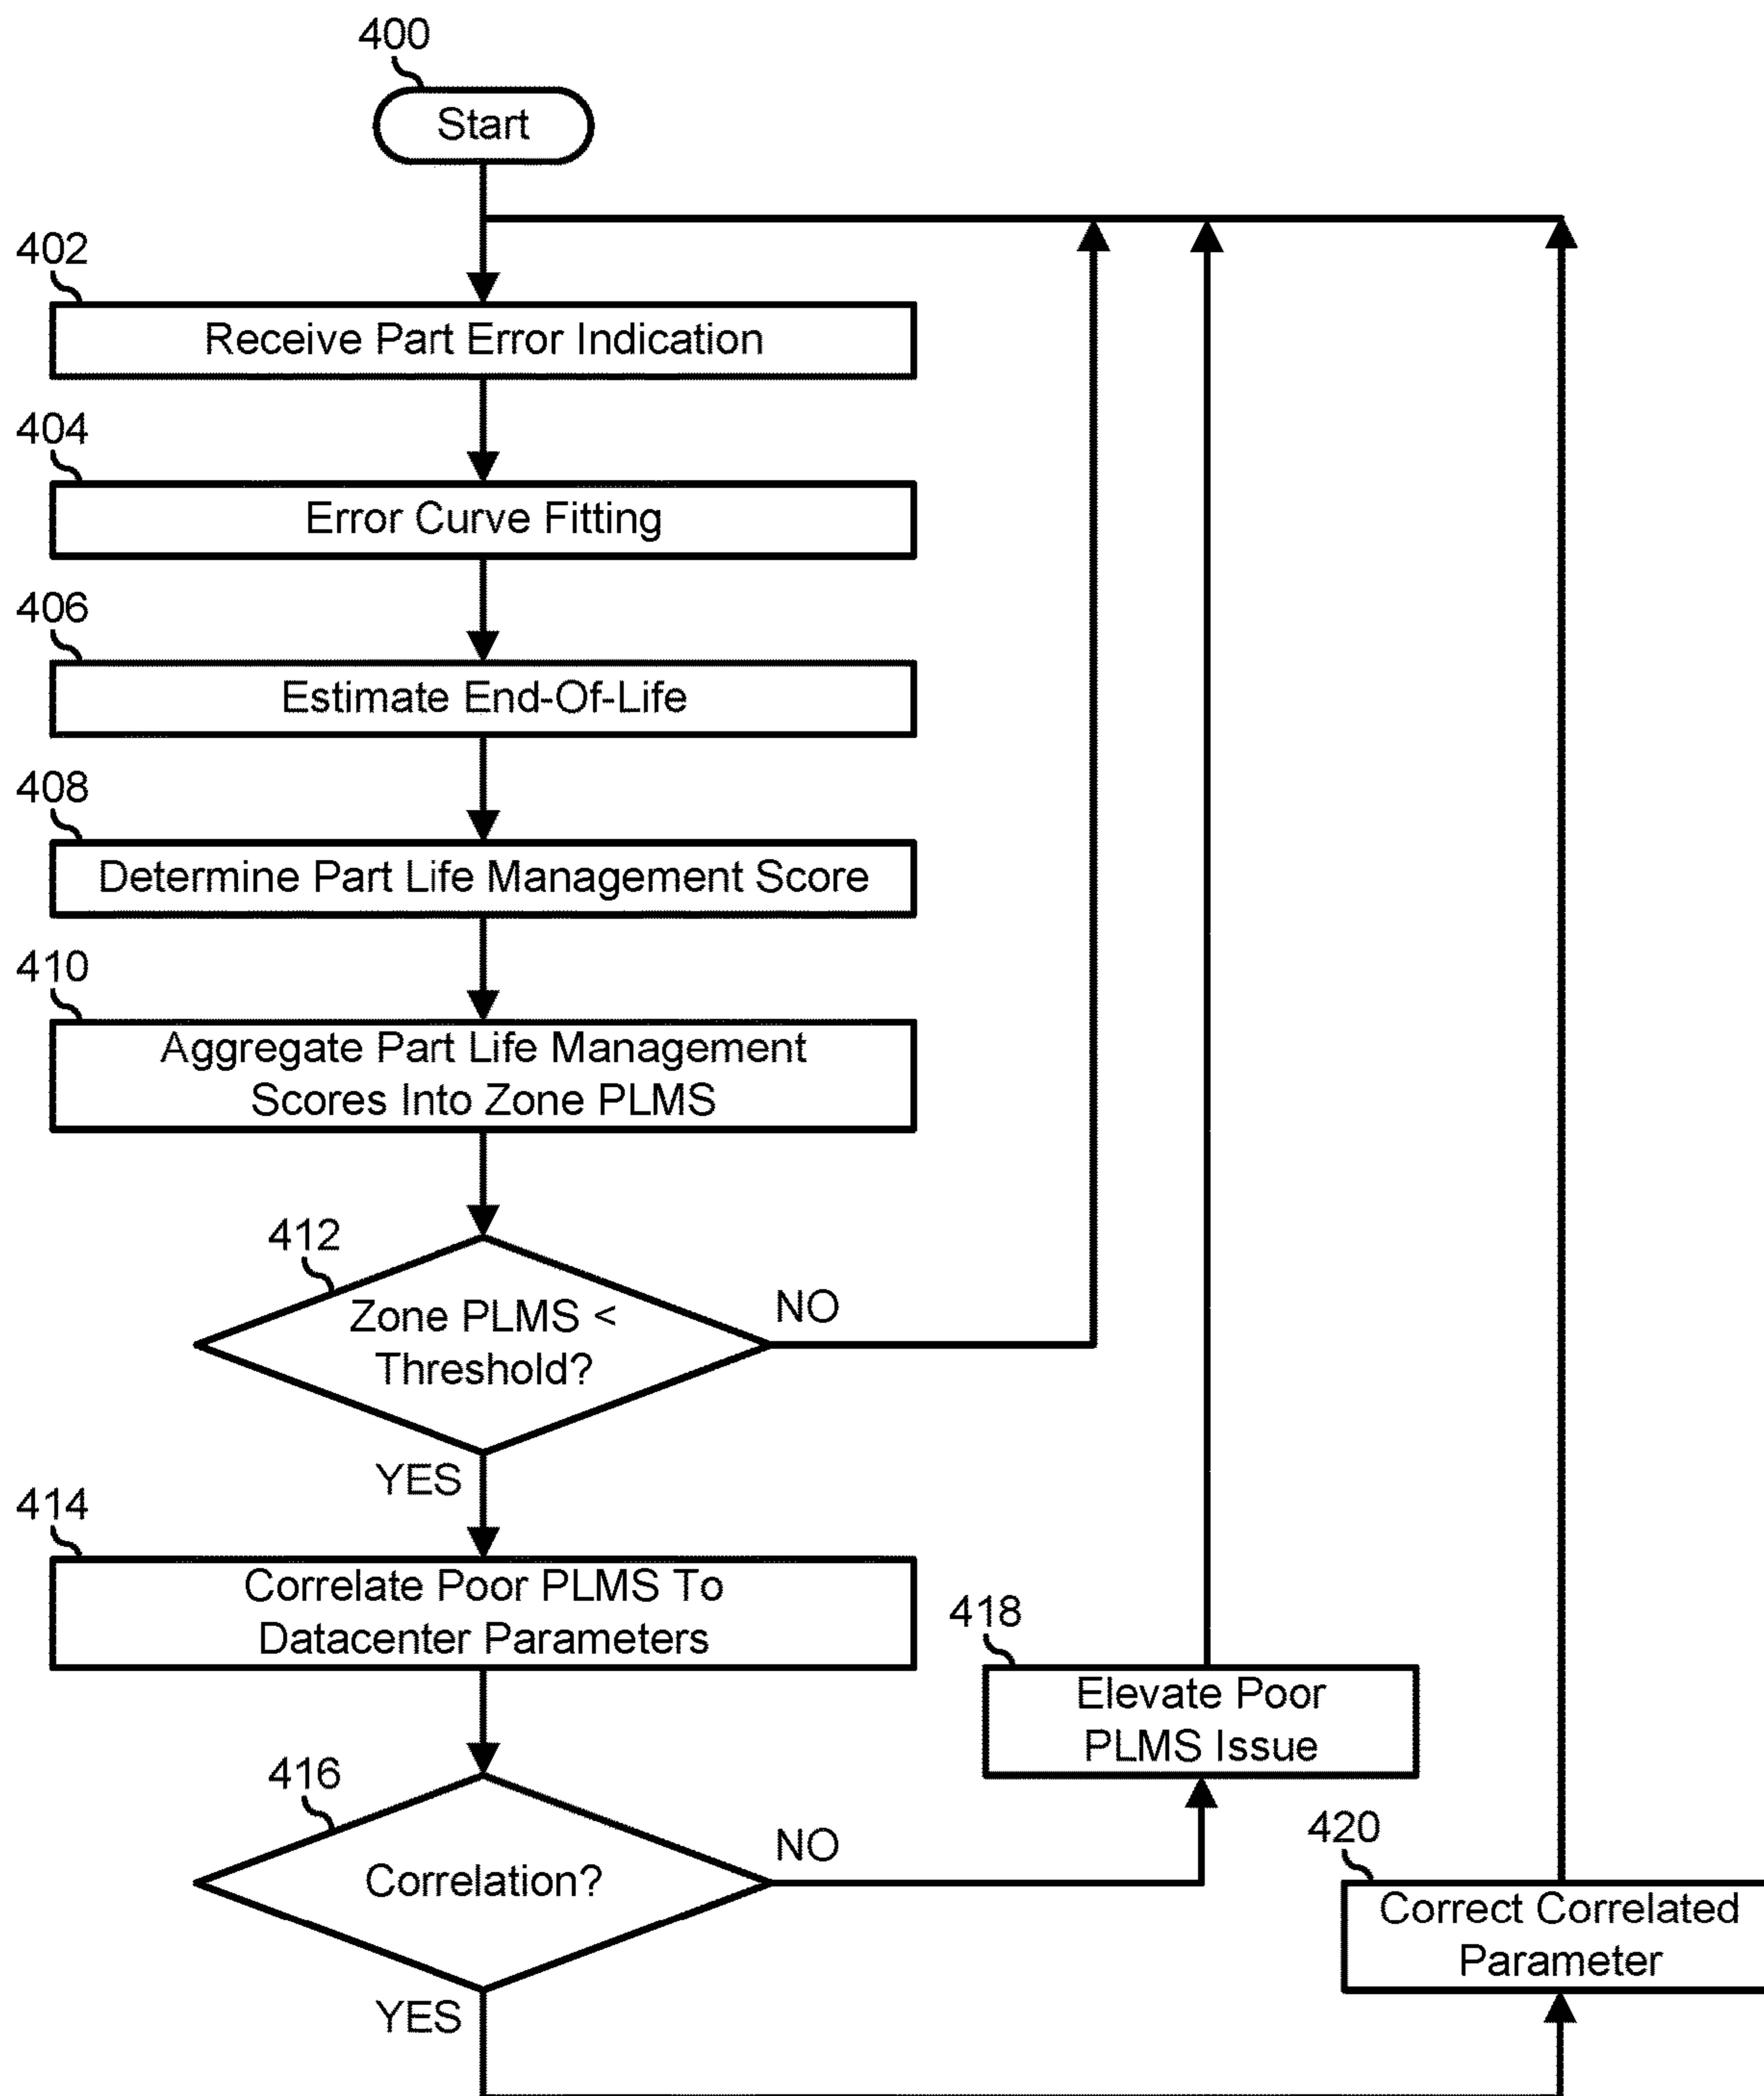 400
Start
402
Receive Part Error Indication
404
Error Curve Fitting
406
Estimate End-Of-Life
408
Determine Part Life Management Score
410
Aggregate Part Life Management
Scores Into Zone PLMS
412
Zone PLMS <
Threshold?
NO
YES
414
Correlate Poor PLMS To
Datacenter Parameters
416
Correlation?
NO
YES
418
Elevate Poor
PLMS Issue
420
Correct Correlated
Parameter